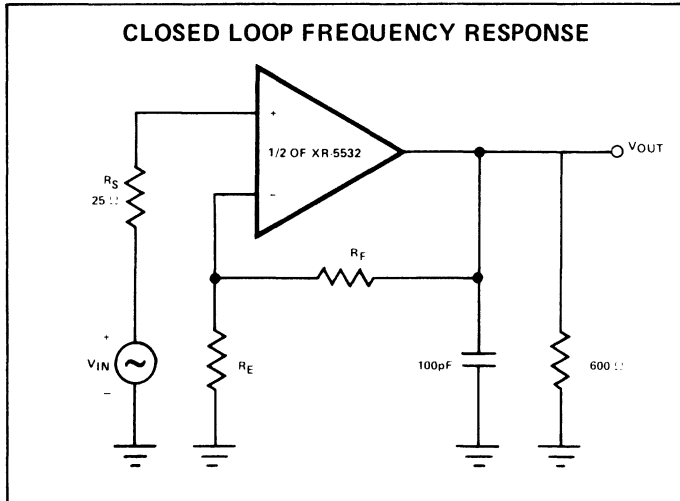 CLOSED LOOP FREQUENCY RESPONSE
+
1/2 OF XR-5532
−
VOUT
RS
25 Ω
RF
+
VIN
−
RE
100pF
600 Ω